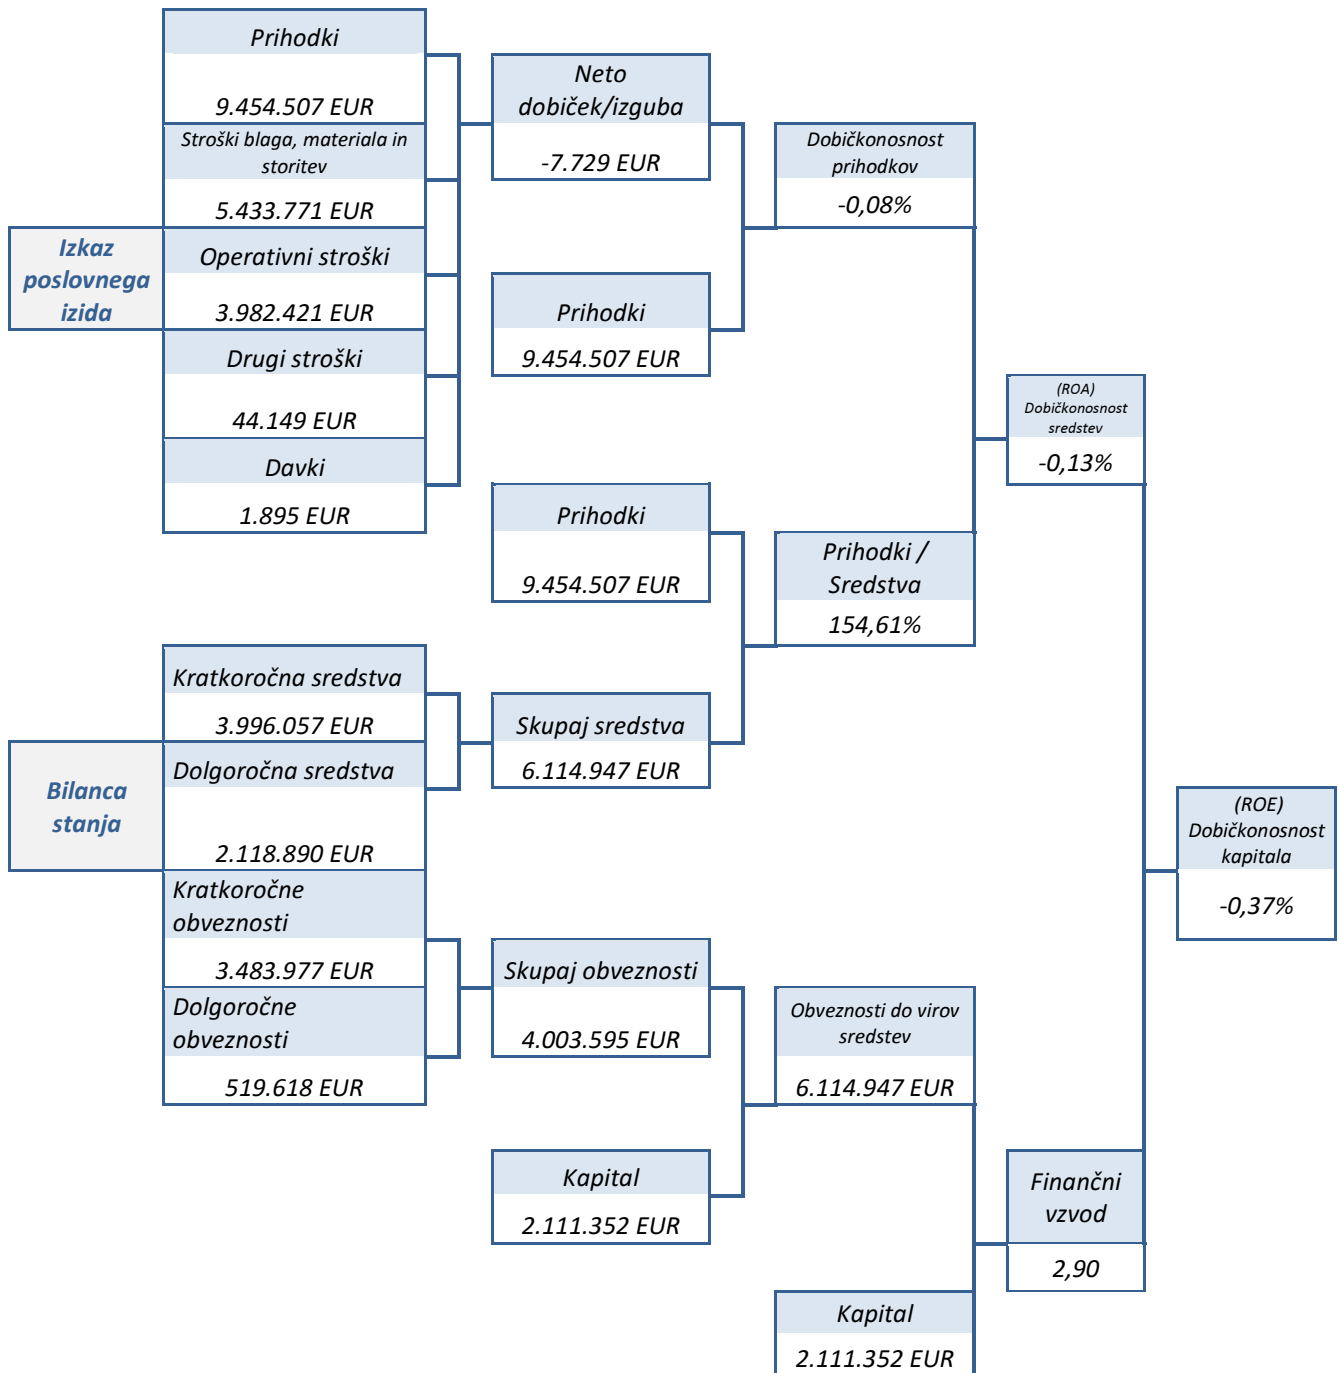 Prihodki
9.454.507 EUR
Stroški blaga, materiala in
storitev
5.433.771 EUR
Izkaz
poslovnega
izida
Operativni stroški
3.982.421 EUR
Drugi stroški
44.149 EUR
Davki
1.895 EUR
Neto
dobiček/izguba
-7.729 EUR
Prihodki
9.454.507 EUR
Dobičkonosnost
prihodkov
-0,08%
Prihodki
9.454.507 EUR
Prihodki /
Sredstva
154,61%
(ROA)
Dobičkonosnost
sredstev
-0,13%
Kratkoročna sredstva
3.996.057 EUR
Bilanca
stanja
Dolgoročna sredstva
2.118.890 EUR
Skupaj sredstva
6.114.947 EUR
Kratkoročne
obveznosti
3.483.977 EUR
Dolgoročne
obveznosti
519.618 EUR
Skupaj obveznosti
4.003.595 EUR
Kapital
2.111.352 EUR
Obveznosti do virov
sredstev
6.114.947 EUR
Kapital
2.111.352 EUR
Finančni
vzvod
2,90
(ROE)
Dobičkonosnost
kapitala
-0,37%